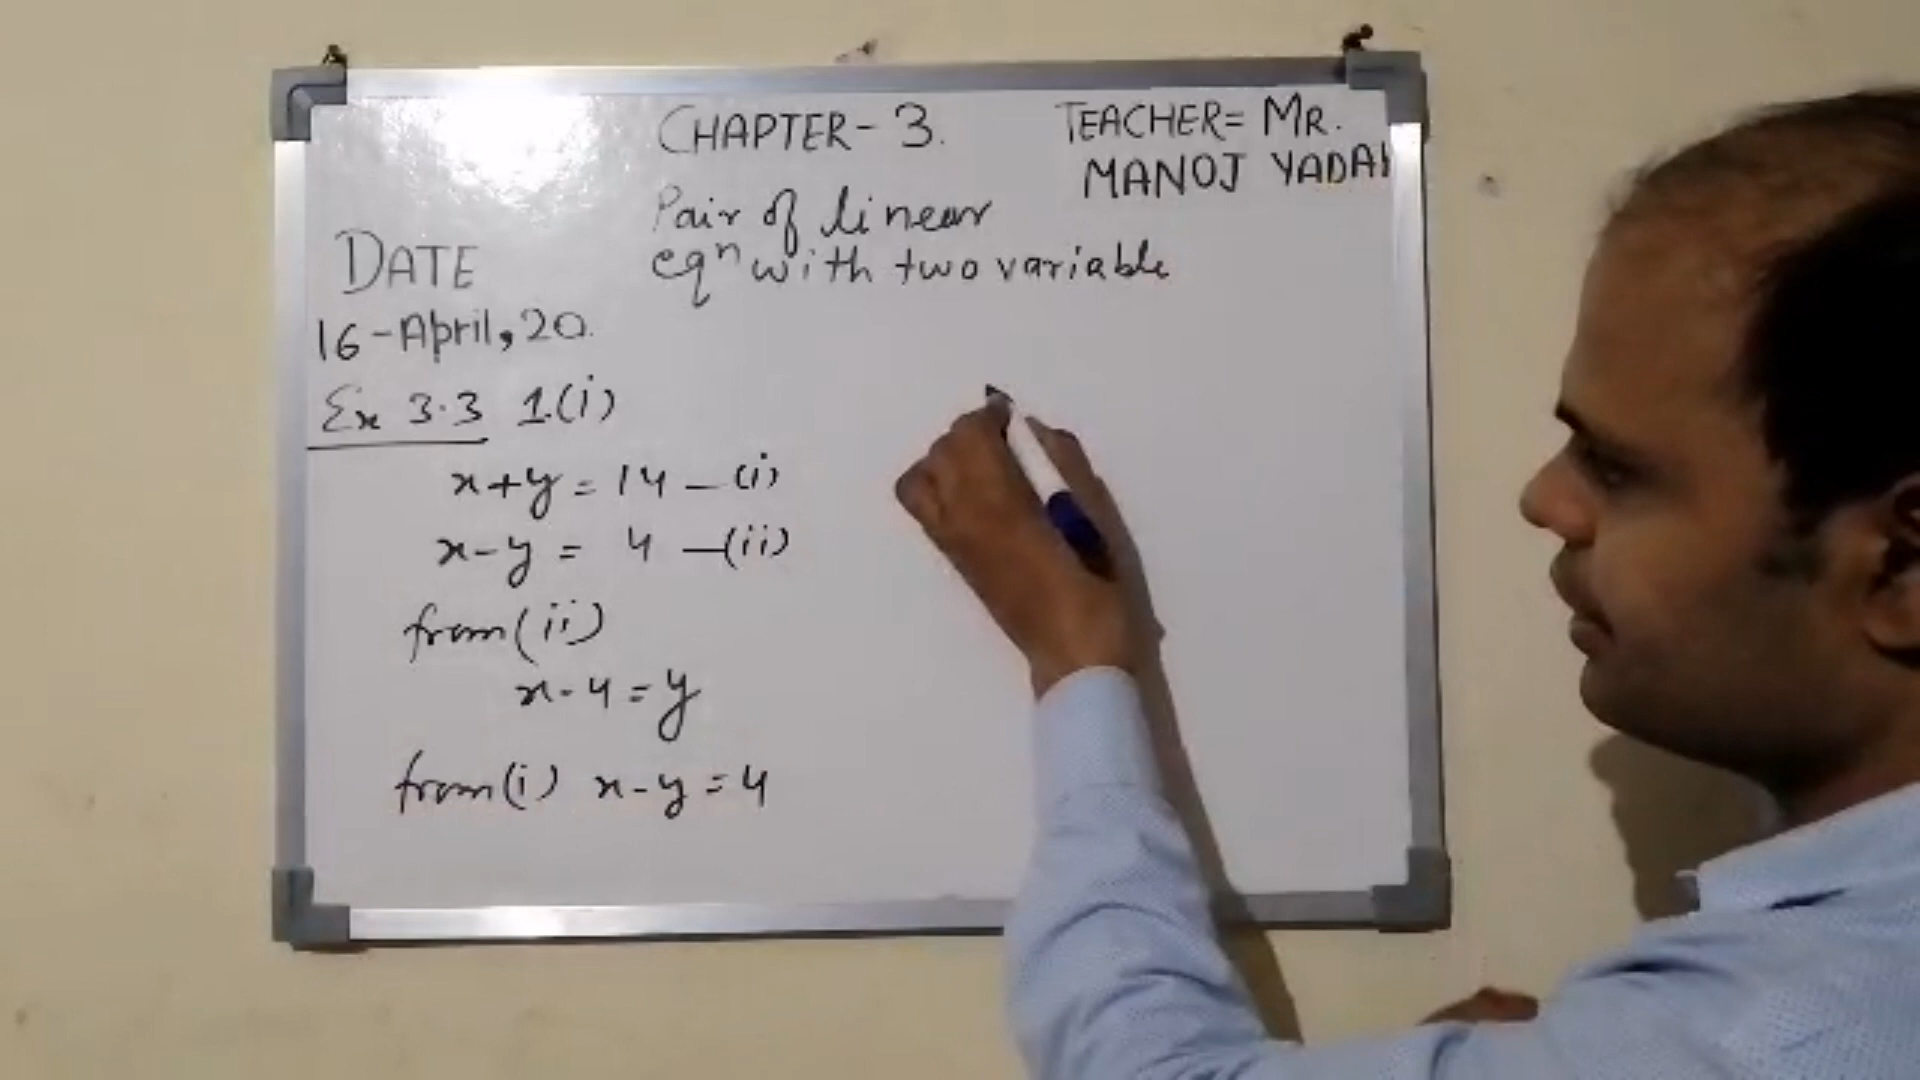 CHAPTER-3.
TEACHER= MR.
MANOJ YADAV
Pair of linear
eqⁿ with two variable
DATE
16-April,20.
Ex 3.3 1.(i)
x+y = 14 — (i)
x-y = 4 — (ii)
from (ii)
x-4 = y
from (i) x-y = 4